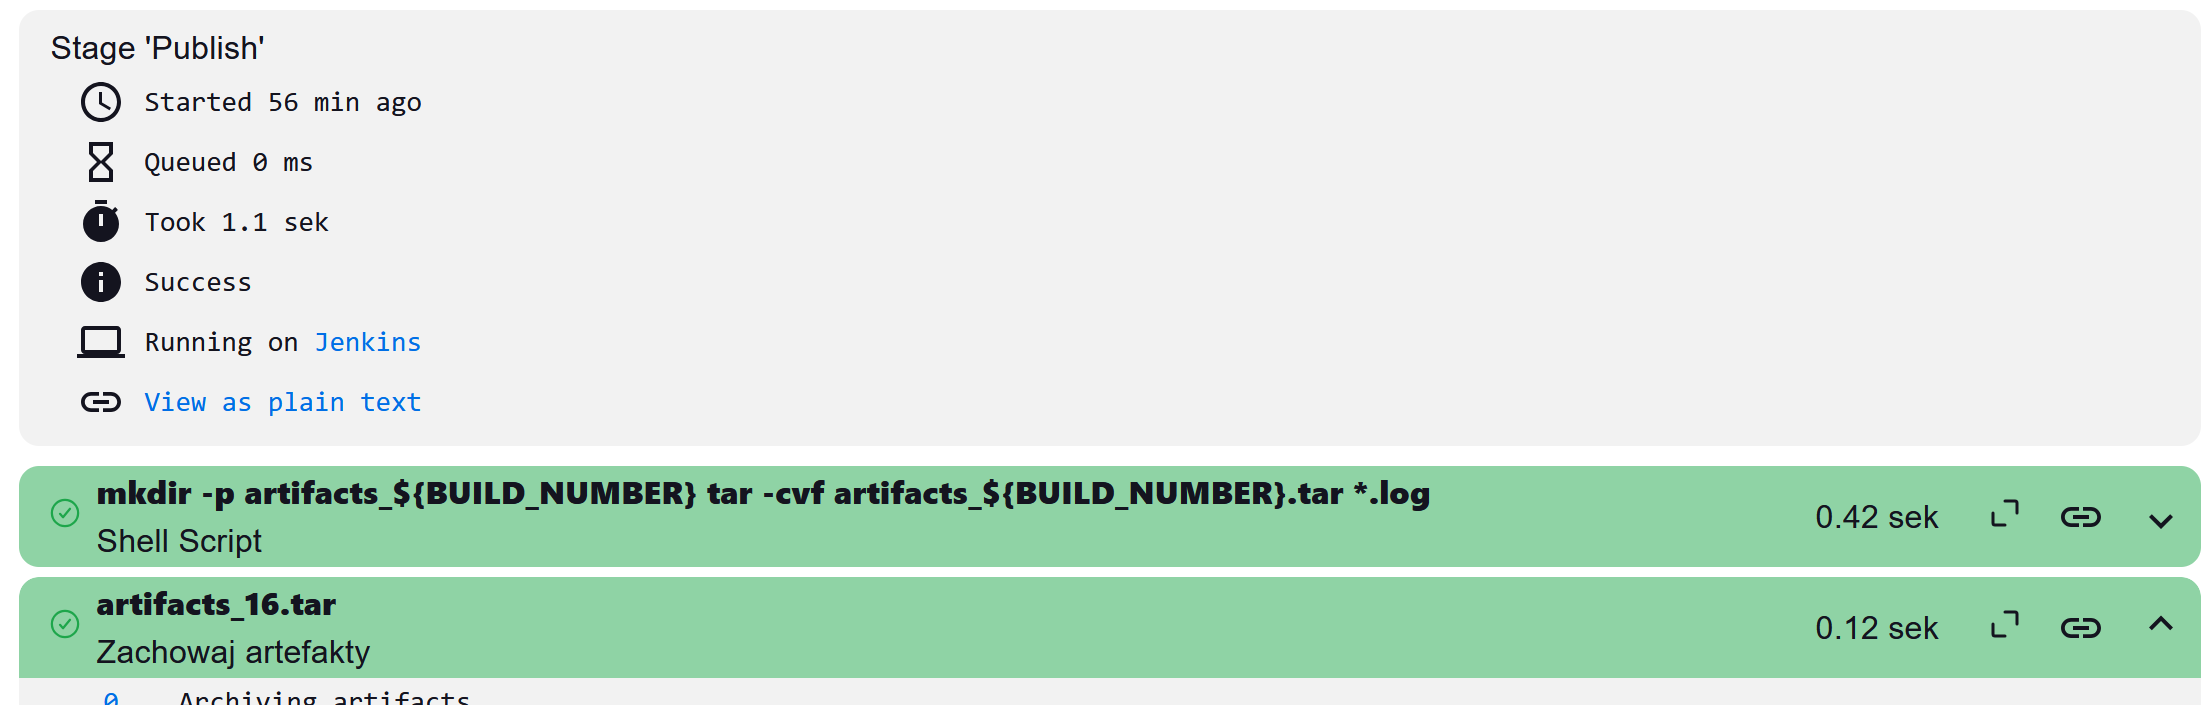 Stage 'Publish'
Started 56 min ago
Queued 0 ms
Took 1.1 sek
Success
Running on Jenkins
View as plain text
mkdir -p artifacts_${BUILD_NUMBER} tar -cvf artifacts_${BUILD_NUMBER}.tar *.log
Shell Script
0.42 sek
artifacts_16.tar
Zachowaj artefakty
0.12 sek
0 Archiving artifacts